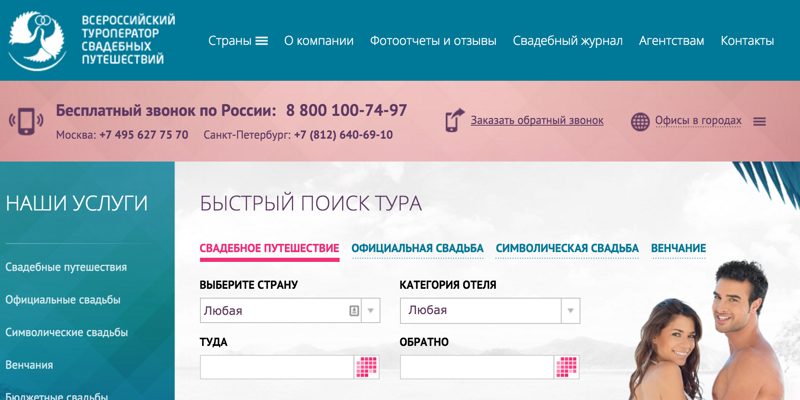 ВСЕРОССИЙСКИЙ
ТУРОПЕРАТОР
СВАДЕБНЫХ
ПУТЕШЕСТВИЙ
Страны О компании Фотоотчеты и отзывы Свадебный журнал Агентствам Контакты
Бесплатный звонок по России: 8 800 100-74-97
Москва: +7 495 627 75 70 Санкт-Петербург: +7 (812) 640-69-10
Заказать обратный звонок
Офисы в городах
НАШИ УСЛУГИ
Свадебные путешествия
Официальные свадьбы
Символические свадьбы
Венчания
Бюджетные свадьбы
БЫСТРЫЙ ПОИСК ТУРА
СВАДЕБНОЕ ПУТЕШЕСТВИЕ ОФИЦИАЛЬНАЯ СВАДЬБА СИМВОЛИЧЕСКАЯ СВАДЬБА ВЕНЧАНИЕ
ВЫБЕРИТЕ СТРАНУ КАТЕГОРИЯ ОТЕЛЯ
Любая Любая
ТУДА ОБРАТНО